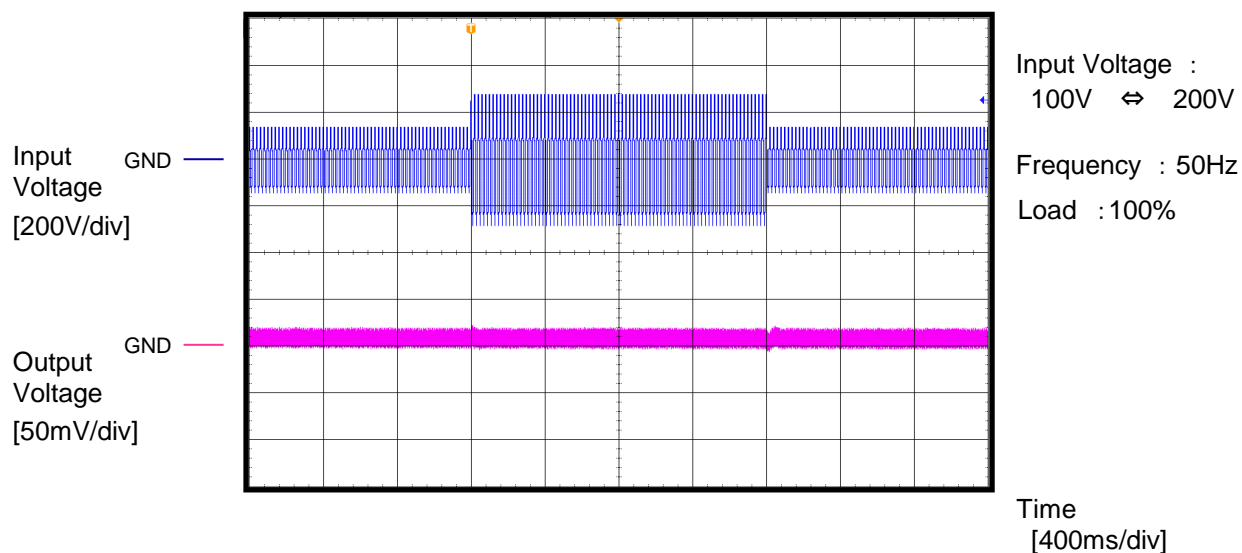 T
Input Voltage :
100V ⇔ 200V
Input
Voltage
[200V/div]
GND
Frequency : 50Hz
Load :100%
Output
Voltage
[50mV/div]
GND
Time
[400ms/div]